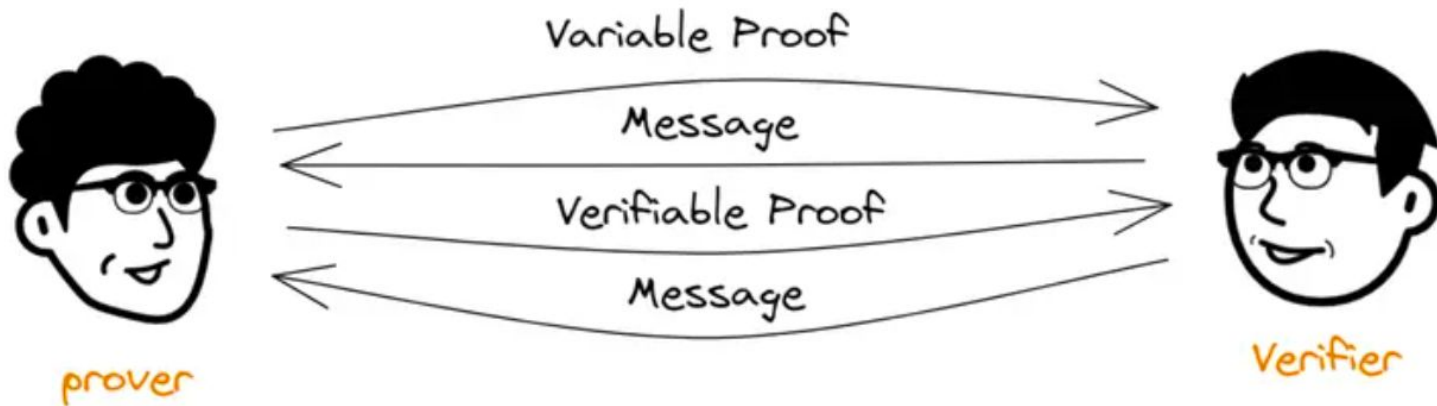 Variable Proof
Message
Verifiable Proof
Message
prover
Verifier